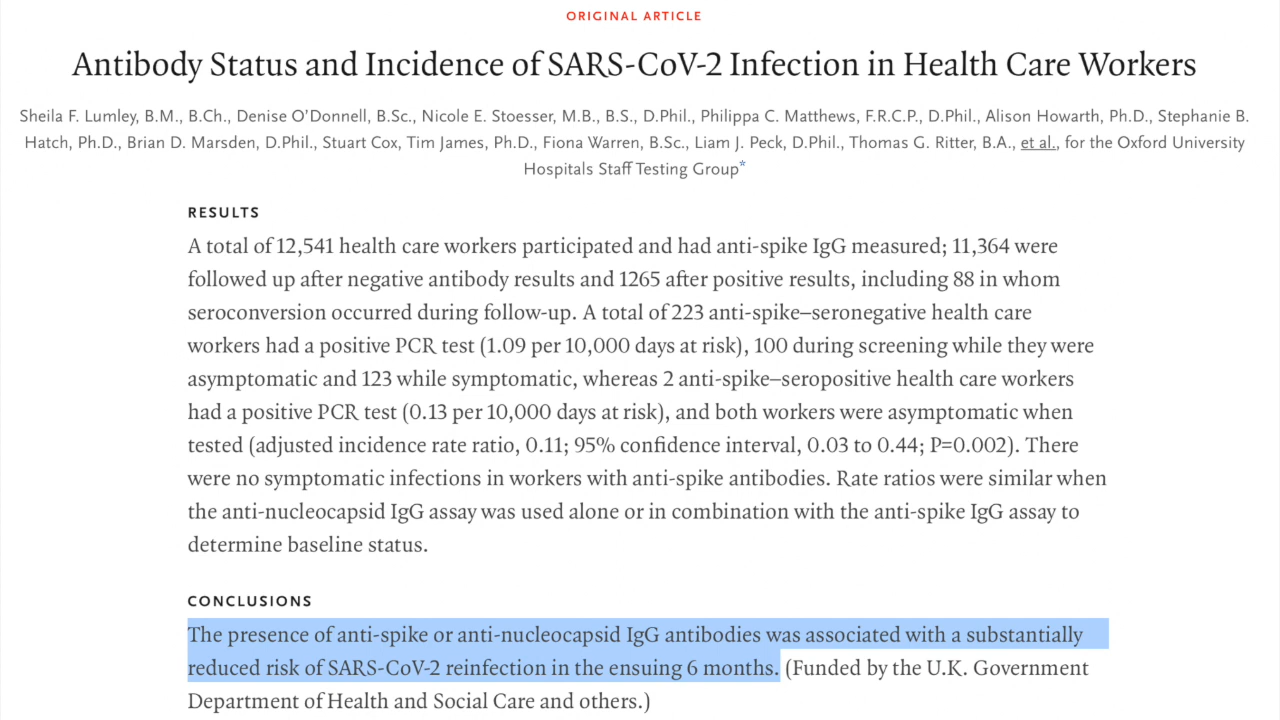 ORIGINAL ARTICLE
Antibody Status and Incidence of SARS-CoV-2 Infection in Health Care Workers
Sheila F. Lumley, B.M., B.Ch., Denise O’Donnell, B.Sc., Nicole E. Stoesser, M.B., B.S., D.Phil., Philippa C. Matthews, F.R.C.P., D.Phil., Alison Howarth, Ph.D., Stephanie B.
Hatch, Ph.D., Brian D. Marsden, D.Phil., Stuart Cox, Tim James, Ph.D., Fiona Warren, B.Sc., Liam J. Peck, D.Phil., Thomas G. Ritter, B.A., et al., for the Oxford University
Hospitals Staff Testing Group*
RESULTS
A total of 12,541 health care workers participated and had anti-spike IgG measured; 11,364 were
followed up after negative antibody results and 1265 after positive results, including 88 in whom
seroconversion occurred during follow-up. A total of 223 anti-spike–seronegative health care
workers had a positive PCR test (1.09 per 10,000 days at risk), 100 during screening while they were
asymptomatic and 123 while symptomatic, whereas 2 anti-spike–seropositive health care workers
had a positive PCR test (0.13 per 10,000 days at risk), and both workers were asymptomatic when
tested (adjusted incidence rate ratio, 0.11; 95% confidence interval, 0.03 to 0.44; P=0.002). There
were no symptomatic infections in workers with anti-spike antibodies. Rate ratios were similar when
the anti-nucleocapsid IgG assay was used alone or in combination with the anti-spike IgG assay to
determine baseline status.
CONCLUSIONS
The presence of anti-spike or anti-nucleocapsid IgG antibodies was associated with a substantially
reduced risk of SARS-CoV-2 reinfection in the ensuing 6 months. (Funded by the U.K. Government
Department of Health and Social Care and others.)